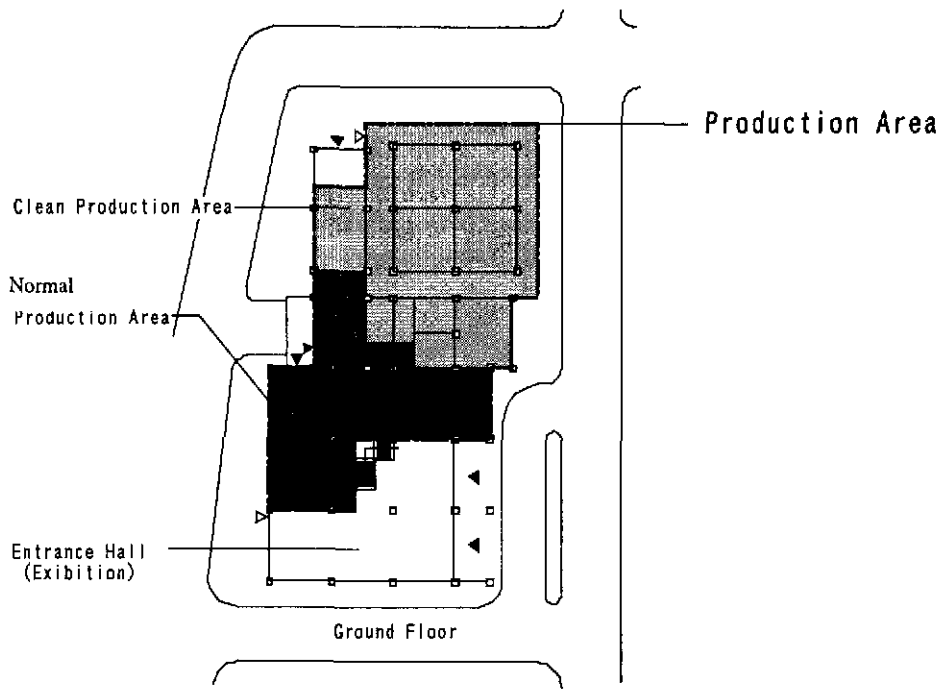 Production Area
Clean Production Area
Normal
Production Area
Entrance Hall
(Exibition)
Ground Floor